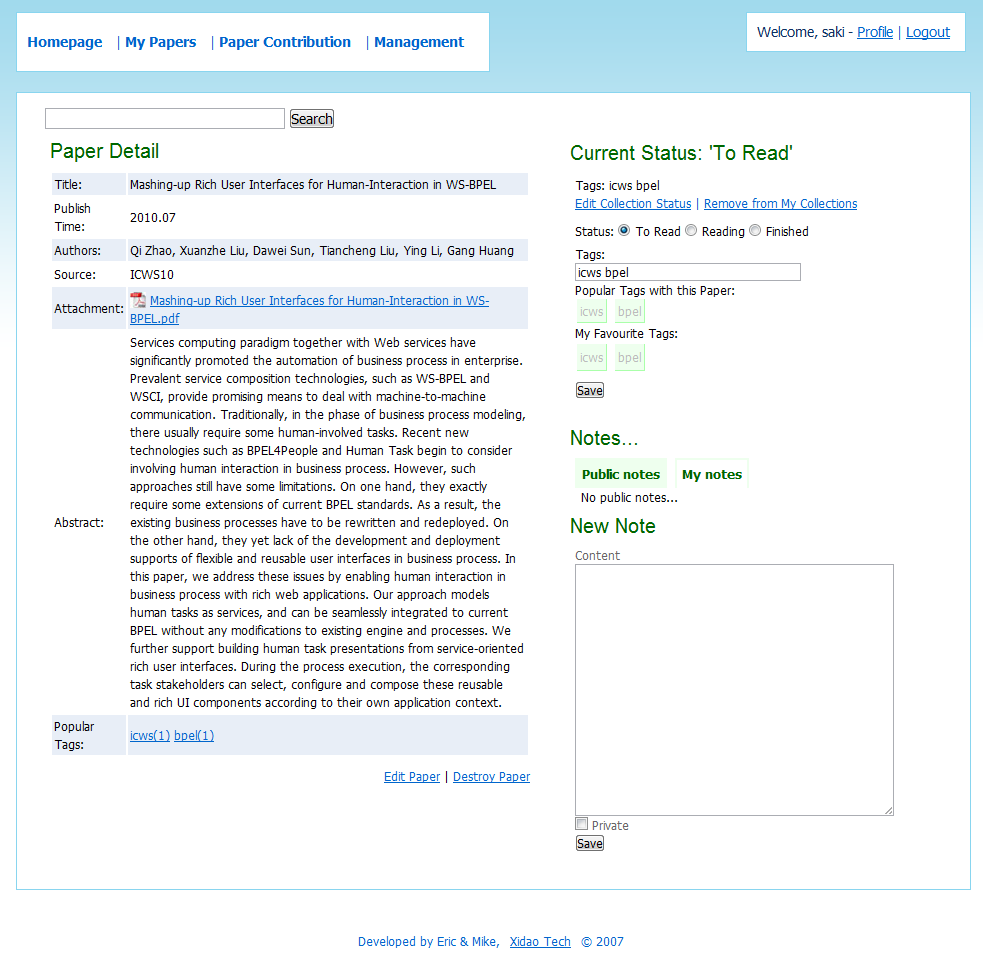 Homepage | My Papers | Paper Contribution | Management
Welcome, saki - Profile | Logout
Search
Paper Detail
Title: Mashing-up Rich User Interfaces for Human-Interaction in WS-BPEL
Publish
Time:
2010.07
Authors: Qi Zhao, Xuanzhe Liu, Dawei Sun, Tiancheng Liu, Ying Li, Gang Huang
Source: ICWS10
Attachment: Mashing-up Rich User Interfaces for Human-Interaction in WS-
BPEL.pdf
Abstract:
Services computing paradigm together with Web services have
significantly promoted the automation of business process in enterprise.
Prevalent service composition technologies, such as WS-BPEL and
WSCI, provide promising means to deal with machine-to-machine
communication. Traditionally, in the phase of business process modeling,
there usually require some human-involved tasks. Recent new
technologies such as BPEL4People and Human Task begin to consider
involving human interaction in business process. However, such
approaches still have some limitations. On one hand, they exactly
require some extensions of current BPEL standards. As a result, the
existing business processes have to be rewritten and redeployed. On
the other hand, they yet lack of the development and deployment
supports of flexible and reusable user interfaces in business process. In
this paper, we address these issues by enabling human interaction in
business process with rich web applications. Our approach models
human tasks as services, and can be seamlessly integrated to current
BPEL without any modifications to existing engine and processes. We
further support building human task presentations from service-oriented
rich user interfaces. During the process execution, the corresponding
task stakeholders can select, configure and compose these reusable
and rich UI components according to their own application context.
Popular
Tags:
icws(1) bpel(1)
Edit Paper | Destroy Paper
Current Status: 'To Read'
Tags: icws bpel
Edit Collection Status | Remove from My Collections
Status: To Read Reading Finished
Tags:
icws bpel
Popular Tags with this Paper:
icws bpel
My Favourite Tags:
icws bpel
Save
Notes...
Public notes My notes
No public notes...
New Note
Content
Private
Save
Developed by Eric & Mike, Xidao Tech © 2007